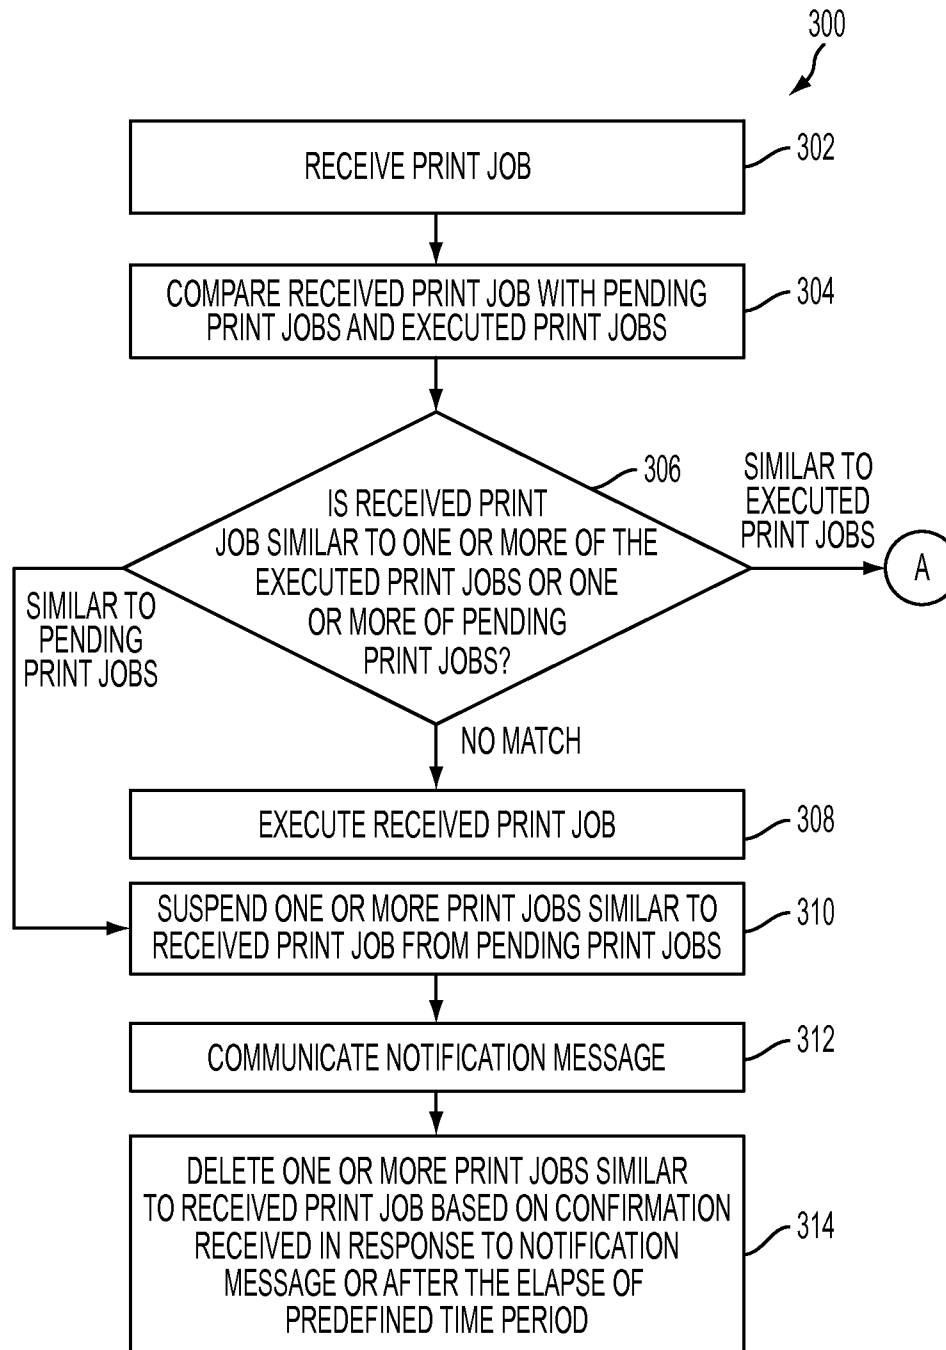 300
RECEIVE PRINT JOB
302
COMPARE RECEIVED PRINT JOB WITH PENDING
PRINT JOBS AND EXECUTED PRINT JOBS
304
306
IS RECEIVED PRINT
JOB SIMILAR TO ONE OR MORE OF THE
EXECUTED PRINT JOBS OR ONE
OR MORE OF PENDING
PRINT JOBS?
SIMILAR TO
EXECUTED
PRINT JOBS
A
SIMILAR TO
PENDING
PRINT JOBS
NO MATCH
EXECUTE RECEIVED PRINT JOB
308
SUSPEND ONE OR MORE PRINT JOBS SIMILAR TO
RECEIVED PRINT JOB FROM PENDING PRINT JOBS
310
COMMUNICATE NOTIFICATION MESSAGE
312
DELETE ONE OR MORE PRINT JOBS SIMILAR
TO RECEIVED PRINT JOB BASED ON CONFIRMATION
RECEIVED IN RESPONSE TO NOTIFICATION
MESSAGE OR AFTER THE ELAPSE OF
PREDEFINED TIME PERIOD
314